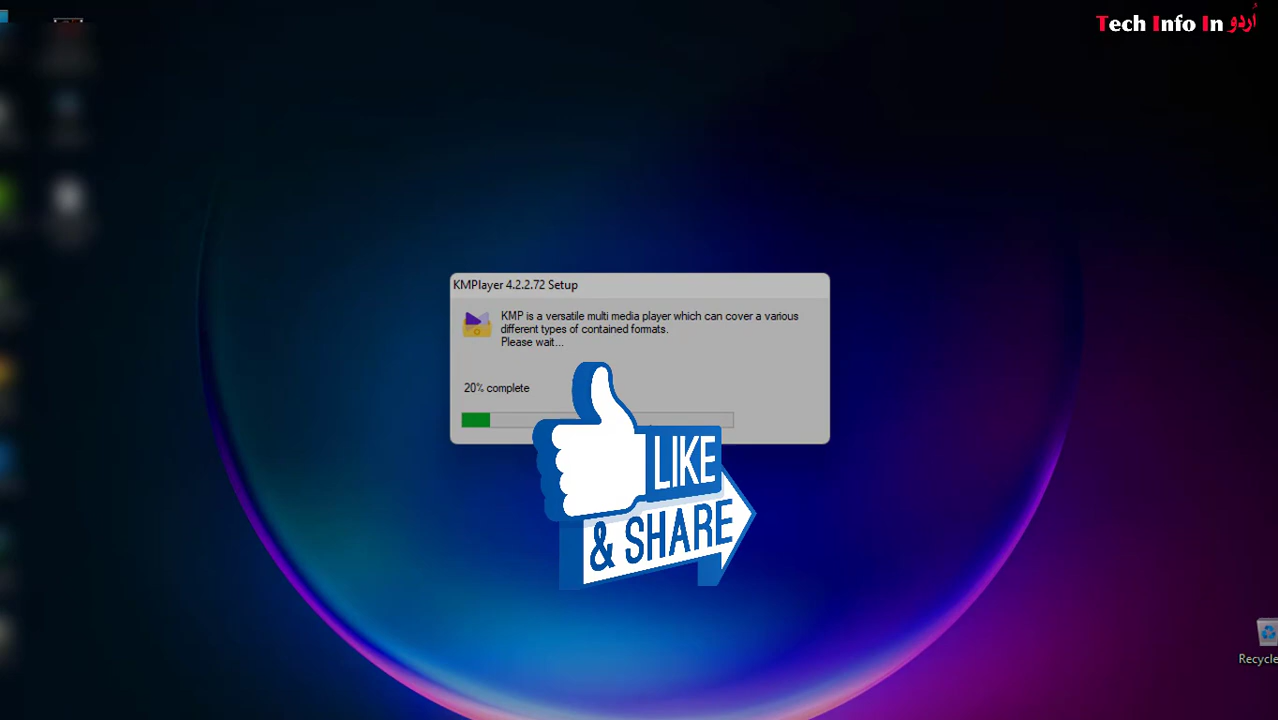 Tech Info In اُردو
KMPlayer 4.2.2.72 Setup
KMP is a versatile multi media player which can cover a various
different types of contained formats.
Please wait...
20% complete
LIKE
& SHARE
Recycle